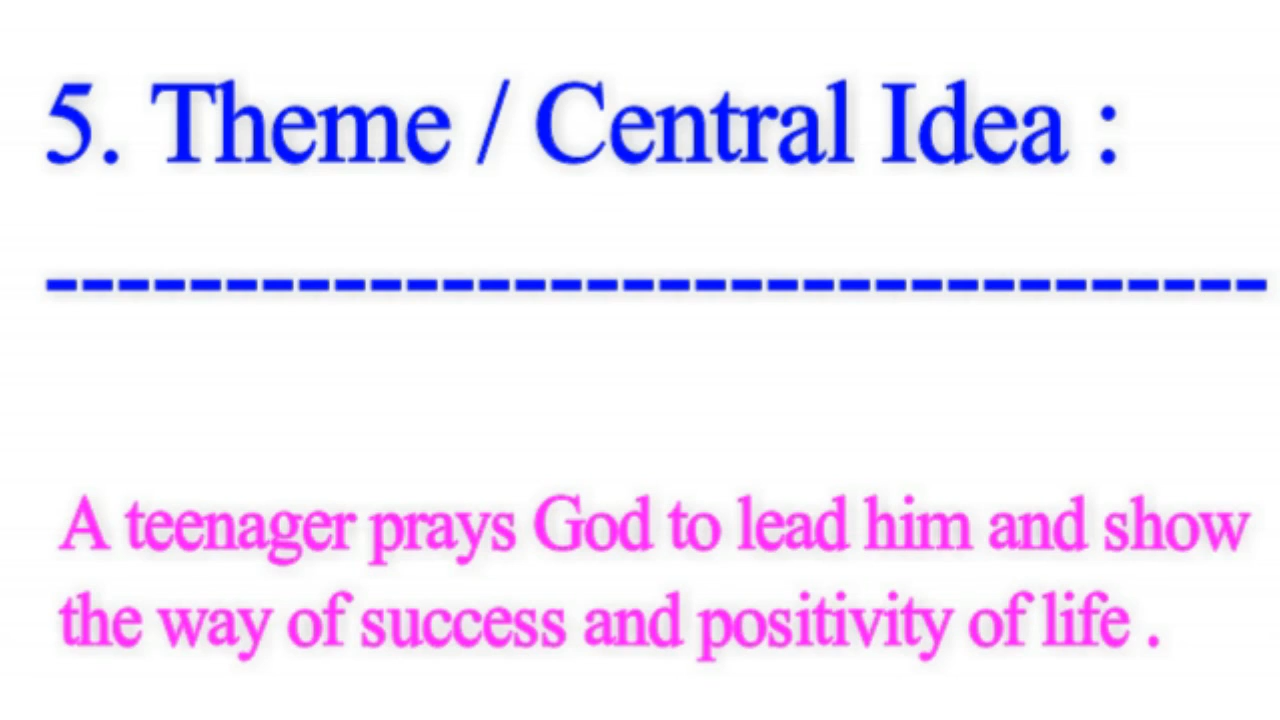 5. Theme / Central Idea :
----------------------------------
A teenager prays God to lead him and show
the way of success and positivity of life .